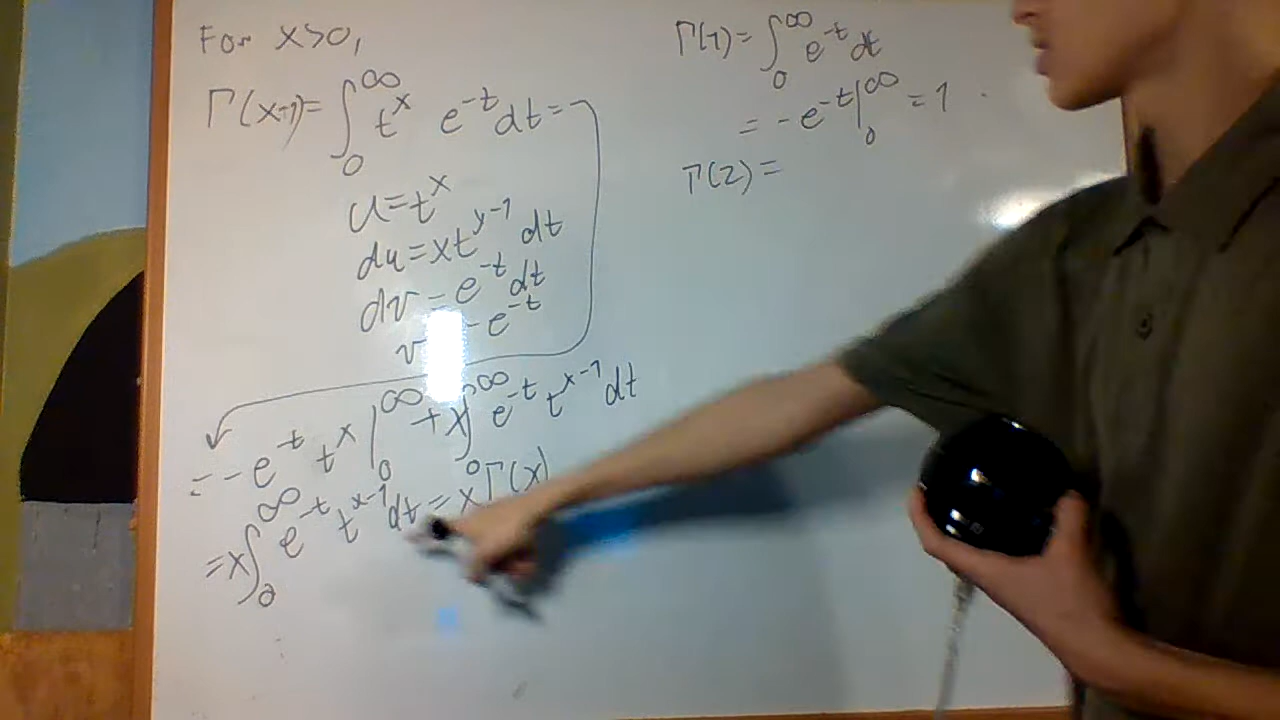 For x>0,
Γ(x+1)= ∫₀^∞ t^x e^-t dt=
u=t^x
du=xt^x-1 dt
dv=e^-t dt
v=-e^-t
=-e^-t t^x |₀^∞ +x∫₀^∞ e^-t t^x-1 dt
=x∫₀^∞ e^-t t^x-1 dt=xΓ(x)
Γ(1)=∫₀^∞ e^-t dt
=-e^-t|₀^∞ =1
Γ(2)=